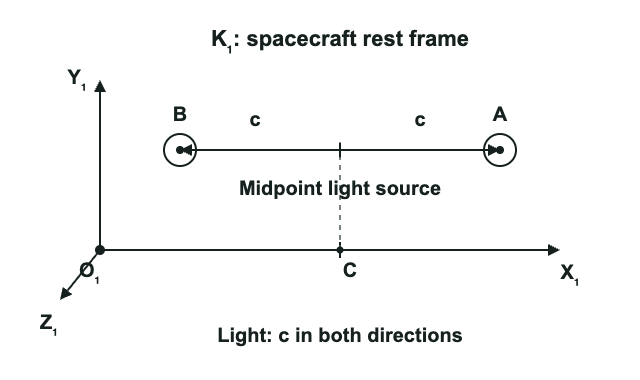 K₁: spacecraft rest frame
Y₁
B
c
c
A
Midpoint light source
O₁
C
X₁
Z₁
Light: c in both directions